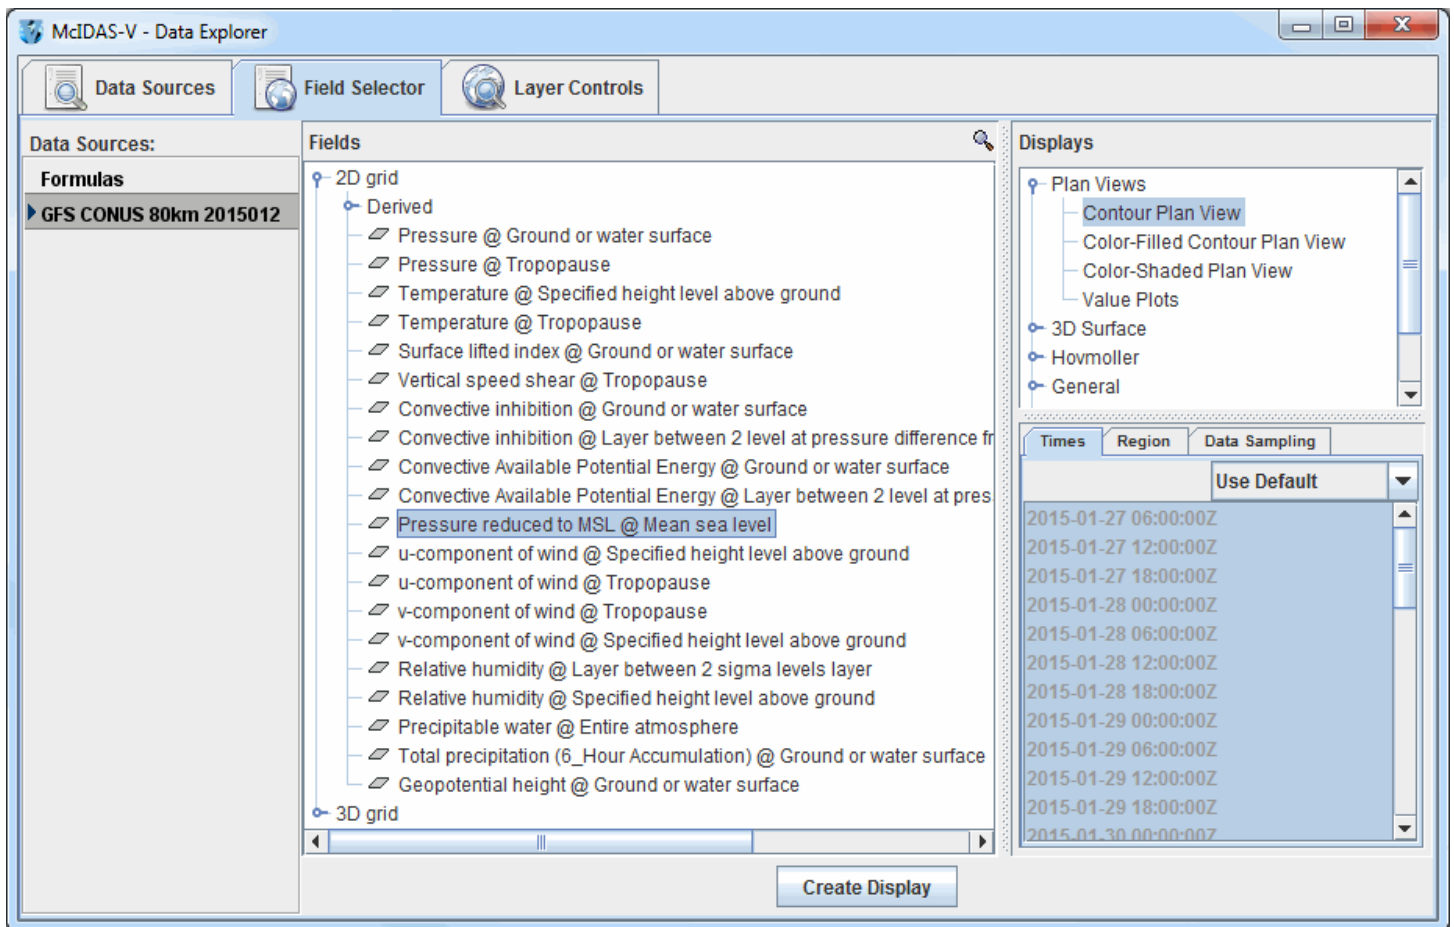 McIDAS-V - Data Explorer
Data Sources
Field Selector
Layer Controls
Data Sources:
Formulas
GFS CONUS 80km 2015012
Fields
2D grid
Derived
Pressure @ Ground or water surface
Pressure @ Tropopause
Temperature @ Specified height level above ground
Temperature @ Tropopause
Surface lifted index @ Ground or water surface
Vertical speed shear @ Tropopause
Convective inhibition @ Ground or water surface
Convective inhibition @ Layer between 2 level at pressure difference fr
Convective Available Potential Energy @ Ground or water surface
Convective Available Potential Energy @ Layer between 2 level at pres
Pressure reduced to MSL @ Mean sea level
u-component of wind @ Specified height level above ground
u-component of wind @ Tropopause
v-component of wind @ Tropopause
v-component of wind @ Specified height level above ground
Relative humidity @ Layer between 2 sigma levels layer
Relative humidity @ Specified height level above ground
Precipitable water @ Entire atmosphere
Total precipitation (6_Hour Accumulation) @ Ground or water surface
Geopotential height @ Ground or water surface
3D grid
Displays
Plan Views
Contour Plan View
Color-Filled Contour Plan View
Color-Shaded Plan View
Value Plots
3D Surface
Hovmoller
General
Times
Region
Data Sampling
Use Default
2015-01-27 06:00:00Z
2015-01-27 12:00:00Z
2015-01-27 18:00:00Z
2015-01-28 00:00:00Z
2015-01-28 06:00:00Z
2015-01-28 12:00:00Z
2015-01-28 18:00:00Z
2015-01-29 00:00:00Z
2015-01-29 06:00:00Z
2015-01-29 12:00:00Z
2015-01-29 18:00:00Z
2015-01-30 00:00:00Z
Create Display